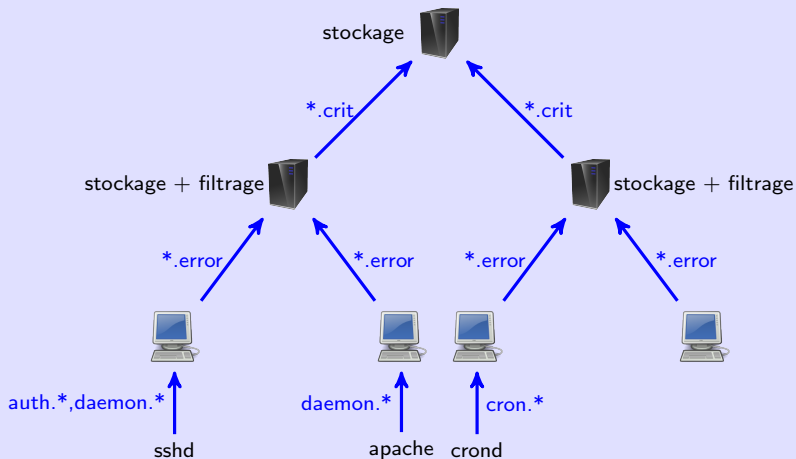 stockage
*.crit
*.crit
stockage + filtrage
stockage + filtrage
*.error
*.error
*.error
*.error
auth.*,daemon.*
daemon.*
cron.*
sshd
apache
crond